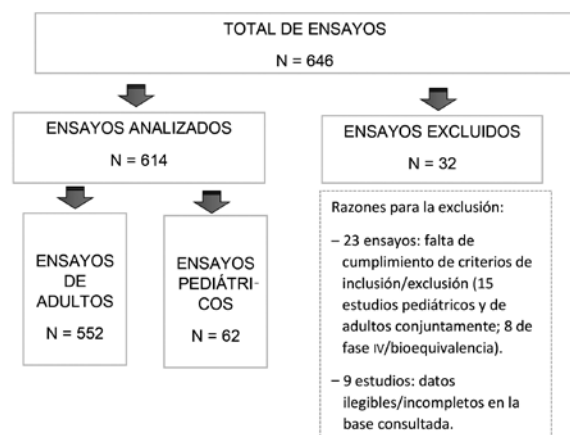 TOTAL DE ENSAYOS
N = 646
ENSAYOS ANALIZADOS
N = 614
ENSAYOS EXCLUIDOS
N = 32
ENSAYOS
DE
ADULTOS
N = 552
ENSAYOS
PEDIÁTRI-
COS
N = 62
Razones para la exclusión:
– 23 ensayos: falta de
cumplimiento de criterios de
inclusión/exclusión (15
estudios pediátricos y de
adultos conjuntamente; 8 de
fase IV/bioequivalencia).
– 9 estudios: datos
ilegibles/incompletos en la
base consultada.